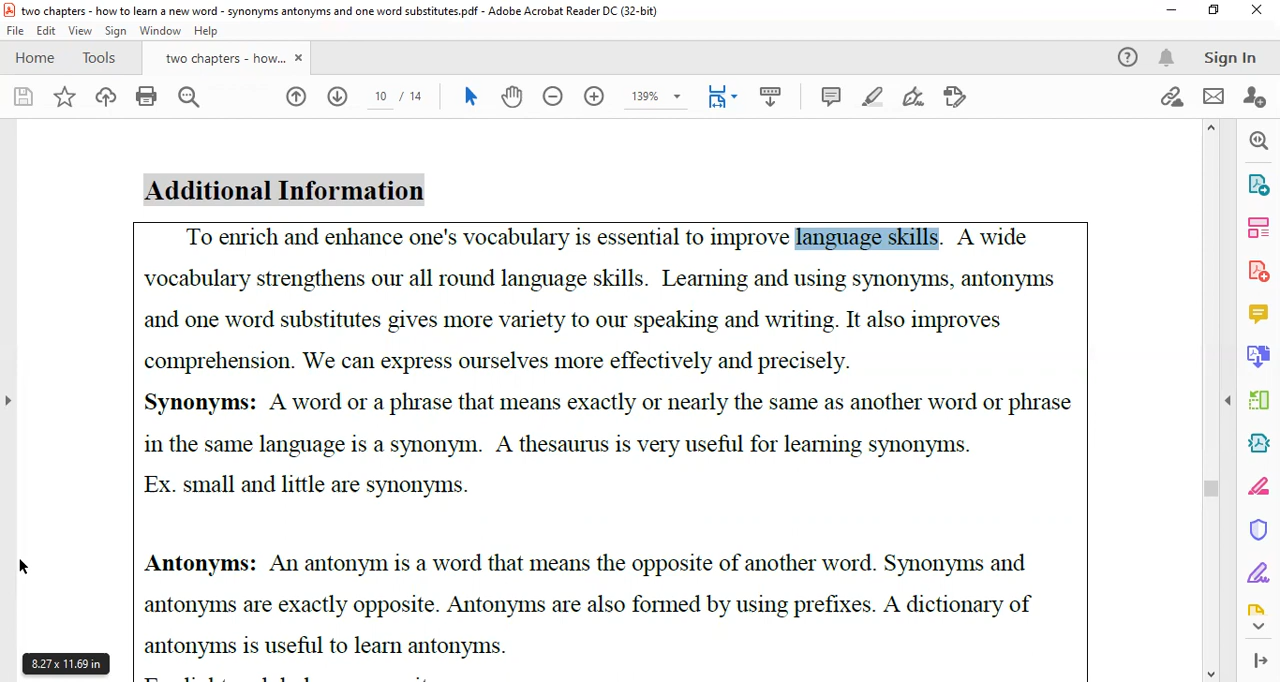 two chapters - how to learn a new word - synonyms antonyms and one word substitutes.pdf - Adobe Acrobat Reader DC (32-bit)
File Edit View Sign Window Help
Home Tools two chapters - how... × Sign In
10 / 14 139%
Additional Information
To enrich and enhance one's vocabulary is essential to improve language skills. A wide
vocabulary strengthens our all round language skills. Learning and using synonyms, antonyms
and one word substitutes gives more variety to our speaking and writing. It also improves
comprehension. We can express ourselves more effectively and precisely.
Synonyms: A word or a phrase that means exactly or nearly the same as another word or phrase
in the same language is a synonym. A thesaurus is very useful for learning synonyms.
Ex. small and little are synonyms.
Antonyms: An antonym is a word that means the opposite of another word. Synonyms and
antonyms are exactly opposite. Antonyms are also formed by using prefixes. A dictionary of
antonyms is useful to learn antonyms.
8.27 x 11.69 in